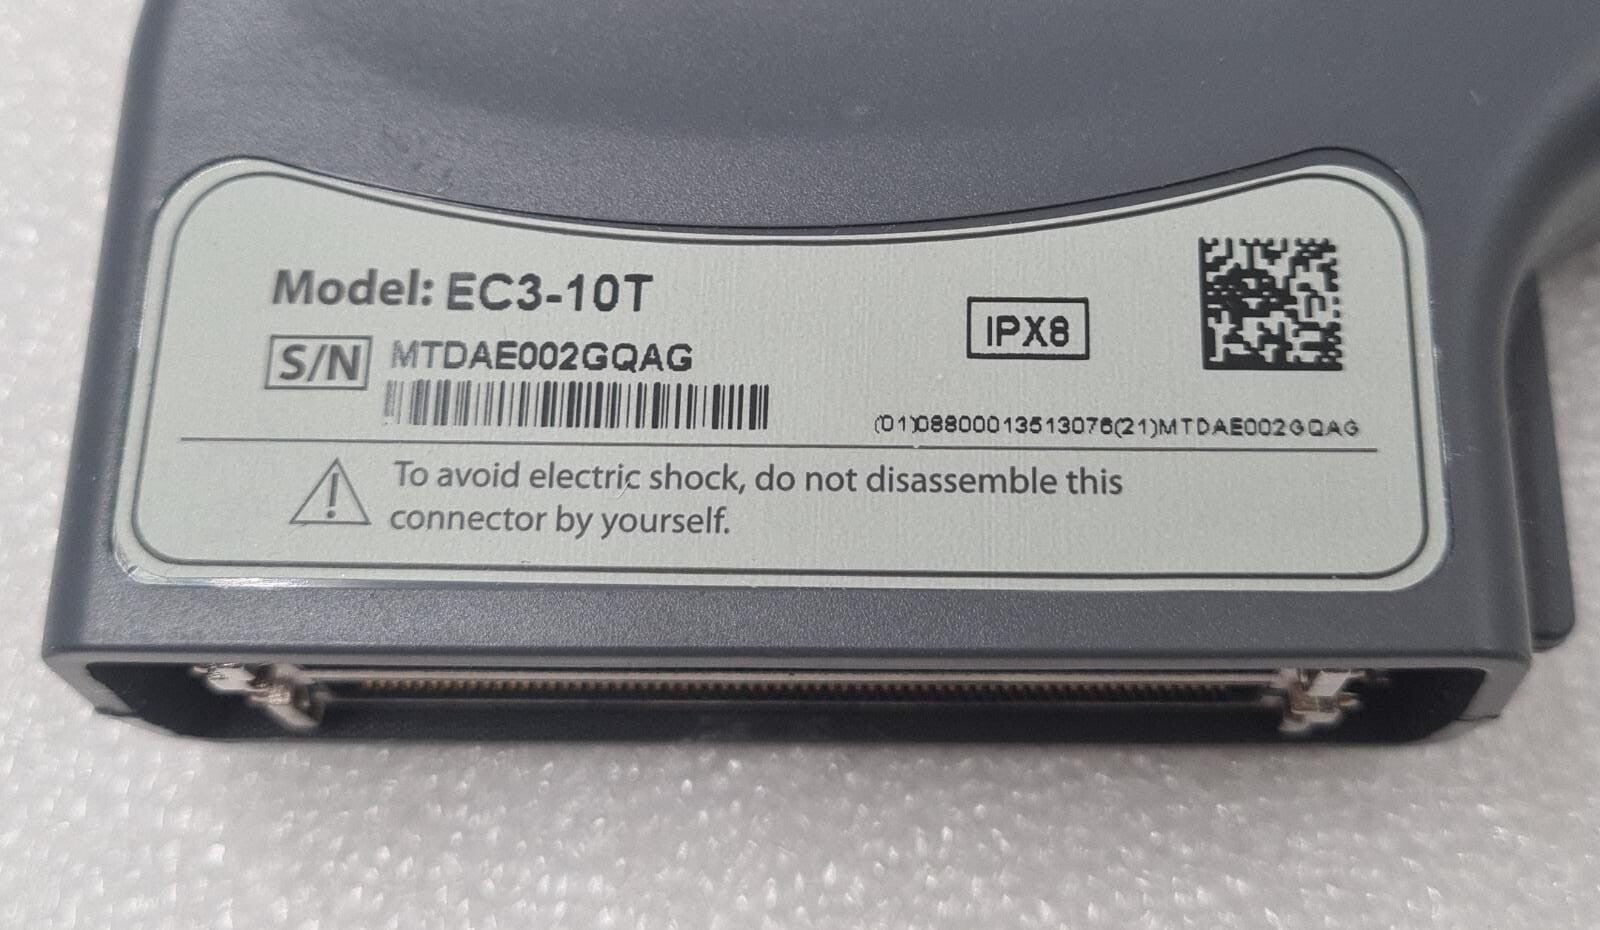 Model: EC3-10T
S/N MTDAE002GQAG
IPX8
(01)08800013513076(21)MTDAE002GQAG
To avoid electric shock, do not disassemble this
connector by yourself.